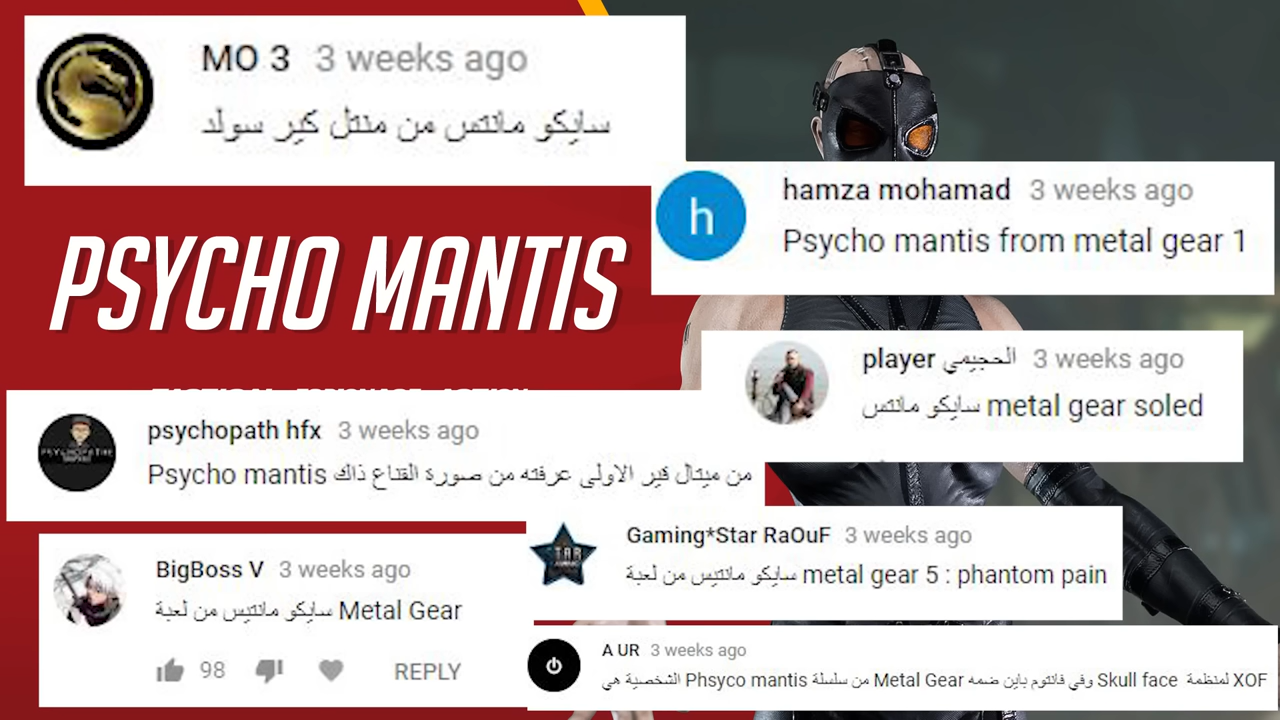 MO 3 3 weeks ago
سايكو مانتس من منتل كير سولد
hamza mohamad 3 weeks ago
Psycho mantis from metal gear 1
PSYCHO MANTIS
player الحجيمي 3 weeks ago
سايكو مانتس metal gear soled
psychopath hfx 3 weeks ago
Psycho mantis من ميتال قير الاولى عرفته من صورة القناع ذاك
Gaming*Star RaOuF 3 weeks ago
سايكو مانتيس من لعبة metal gear 5 : phantom pain
BigBoss V 3 weeks ago
سايكو مانتيس من لعبة Metal Gear
98 REPLY
A UR 3 weeks ago
الشخصية هي Phsyco mantis من سلسلة Metal Gear وفي فانتوم باين ضمه Skull face لمنظمة XOF